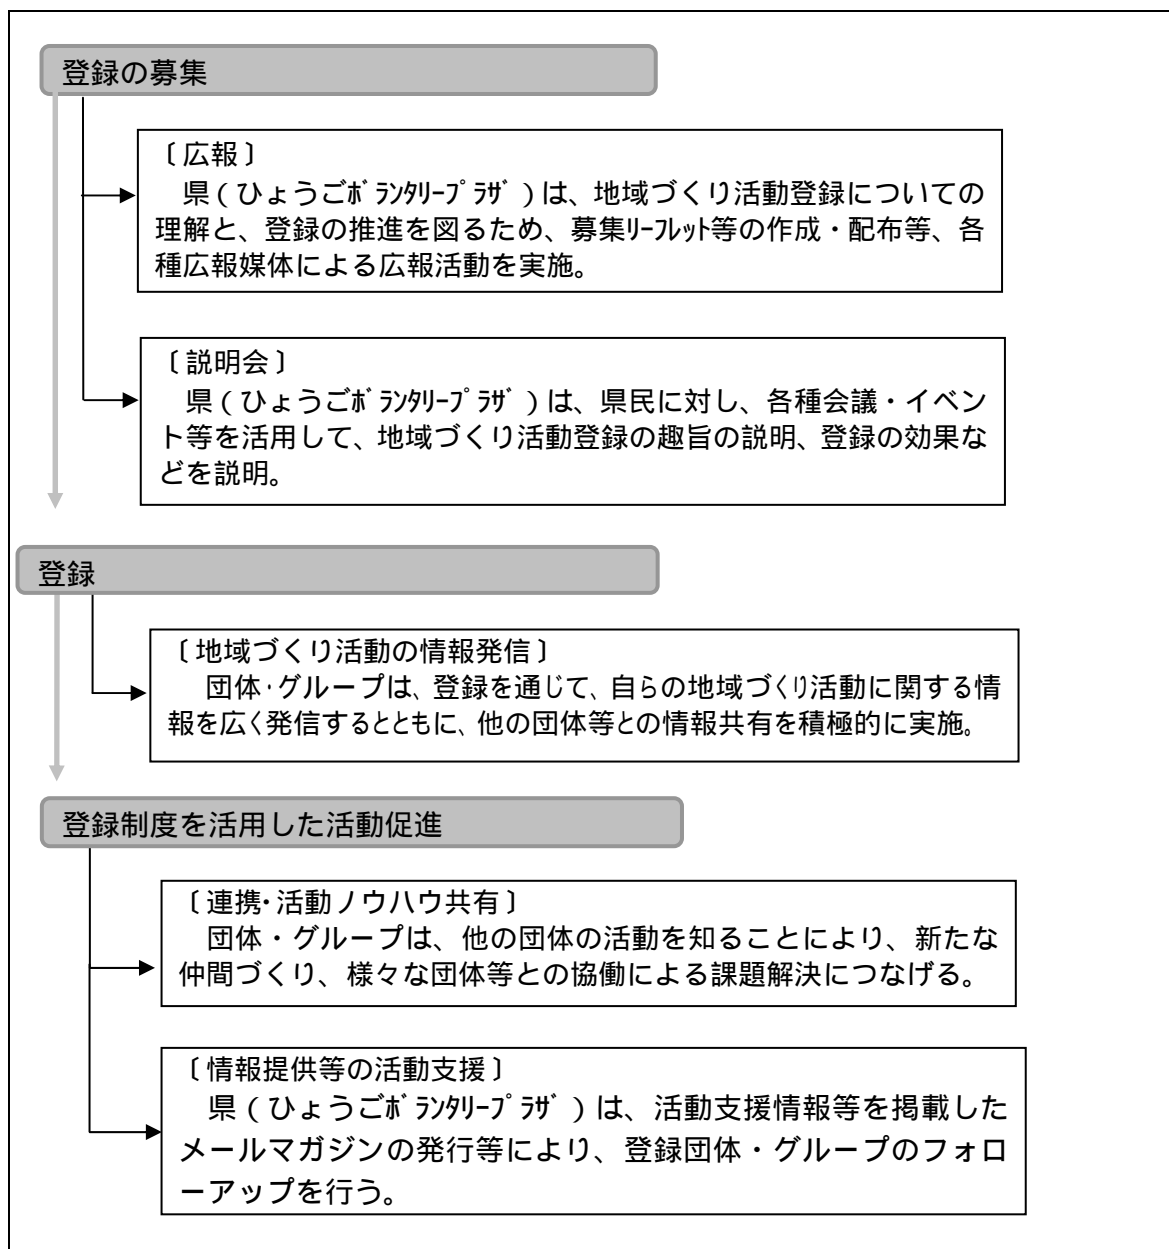 登録の募集
〔広報〕
県（ひょうごﾎﾞﾗﾝﾀﾘｰﾌﾟﾗｻﾞ）は、地域づくり活動登録についての
理解と、登録の推進を図るため、募集ﾘｰﾌﾚｯﾄ等の作成・配布等、各
種広報媒体による広報活動を実施。
〔説明会〕
県（ひょうごﾎﾞﾗﾝﾀﾘｰﾌﾟﾗｻﾞ）は、県民に対し、各種会議・イベン
ト等を活用して、地域づくり活動登録の趣旨の説明、登録の効果な
どを説明。
登録
〔地域づくり活動の情報発信〕
団体・グループは、登録を通じて、自らの地域づくり活動に関する情
報を広く発信するとともに、他の団体等との情報共有を積極的に実施。
登録制度を活用した活動促進
〔連携・活動ノウハウ共有〕
団体・グループは、他の団体の活動を知ることにより、新たな
仲間づくり、様々な団体等との協働による課題解決につなげる。
〔情報提供等の活動支援〕
県（ひょうごﾎﾞﾗﾝﾀﾘｰﾌﾟﾗｻﾞ）は、活動支援情報等を掲載した
メールマガジンの発行等により、登録団体・グループのフォロ
ーアップを行う。